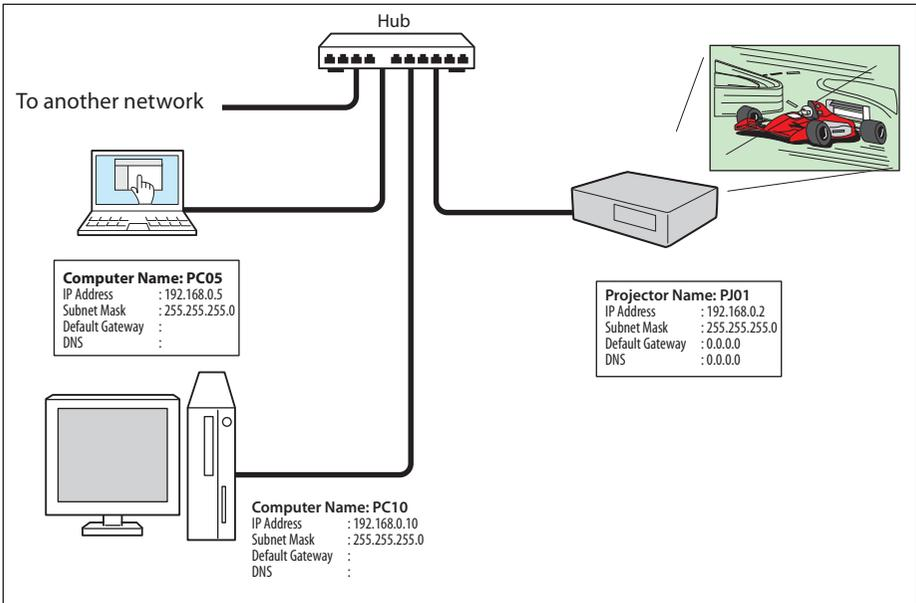 Hub
To another network
Computer Name: PC05
IP Address : 192.168.0.5
Subnet Mask : 255.255.255.0
Default Gateway :
DNS :
Projector Name: PJ01
IP Address : 192.168.0.2
Subnet Mask : 255.255.255.0
Default Gateway : 0.0.0.0
DNS : 0.0.0.0
Computer Name: PC10
IP Address : 192.168.0.10
Subnet Mask : 255.255.255.0
Default Gateway :
DNS :